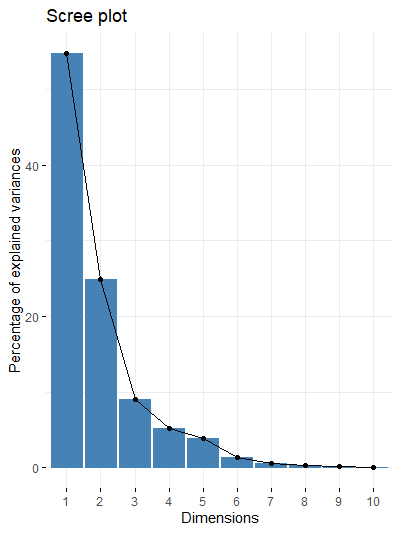 Scree plot
Percentage of explained variances
40
20
0
1 2 3 4 5 6 7 8 9 10
Dimensions